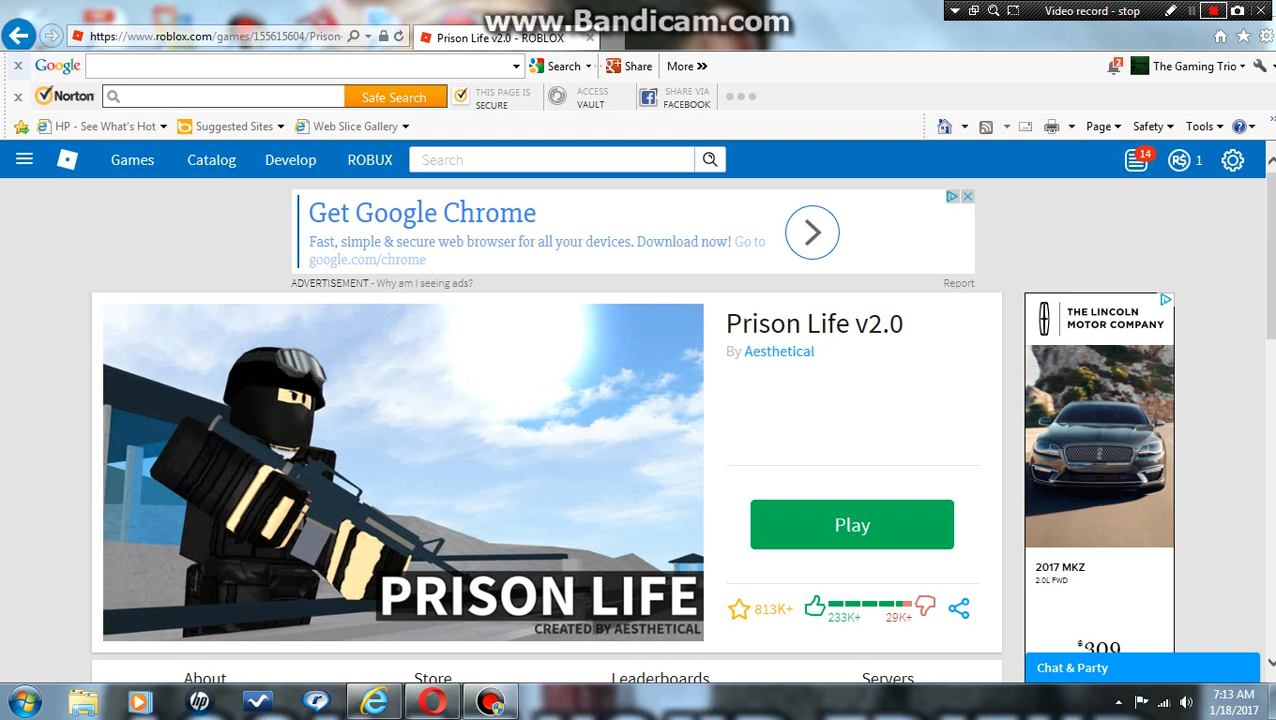 www.Bandicam.com
Video record - stop
https://www.roblox.com/games/155615604/Prison-
Prison Life v2.0 - ROBLOX
x Google
Search
Share
More »
2
The Gaming Trio
x Norton
Safe Search
THIS PAGE IS
SECURE
ACCESS
VAULT
SHARE VIA
FACEBOOK
HP - See What's Hot
Suggested Sites
Web Slice Gallery
Page
Safety
Tools
Games
Catalog
Develop
ROBUX
Search
14
R$ 1
Get Google Chrome
Fast, simple & secure web browser for all your devices. Download now! Go to
google.com/chrome
ADVERTISEMENT - Why am I seeing ads?
Report
Prison Life v2.0
By Aesthetical
Play
813K+
233K+
29K+
PRISON LIFE
CREATED BY AESTHETICAL
THE LINCOLN
MOTOR COMPANY
2017 MKZ
2.0L FWD
$309
Chat & Party
About
Store
Leaderboards
Servers
hp
7:13 AM
1/18/2017